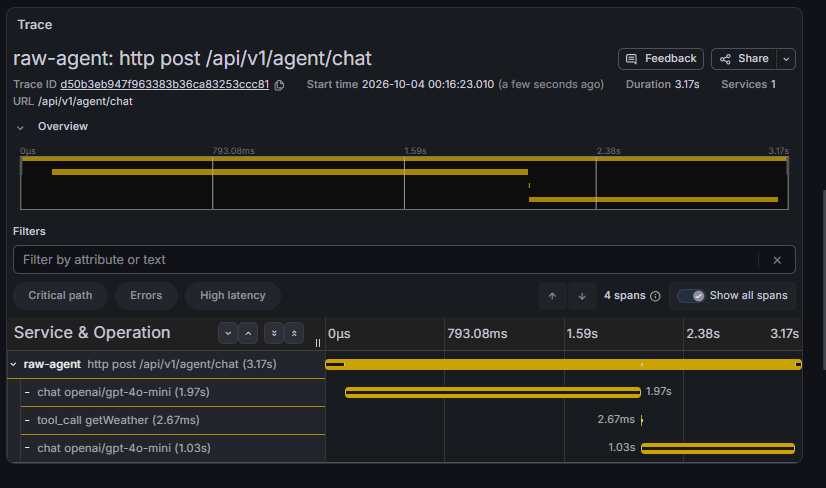 Trace
raw-agent: http post /api/v1/agent/chat
Feedback
Share
Trace ID d50b3eb947f963383b36ca83253ccc81 Start time 2026-10-04 00:16:23.010 (a few seconds ago) Duration 3.17s Services 1
URL /api/v1/agent/chat
Overview
0µs 793.08ms 1.59s 2.38s 3.17s
Filters
Filter by attribute or text
Critical path Errors High latency 4 spans Show all spans
Service & Operation 0µs 793.08ms 1.59s 2.38s 3.17s
raw-agent http post /api/v1/agent/chat (3.17s)
chat openai/gpt-4o-mini (1.97s) 1.97s
tool_call getWeather (2.67ms) 2.67ms
chat openai/gpt-4o-mini (1.03s) 1.03s